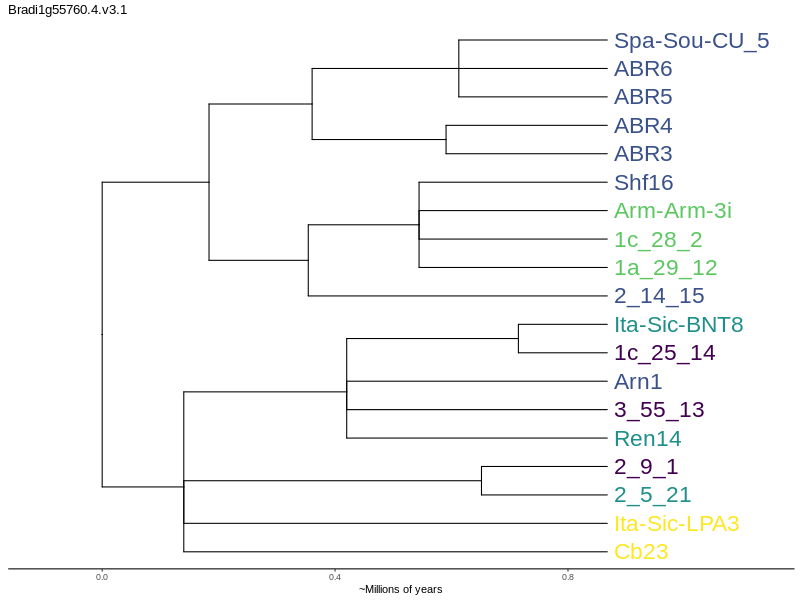 Bradi1g55760.4.v3.1
Spa-Sou-CU_5
ABR6
ABR5
ABR4
ABR3
Shf16
Arm-Arm-3i
1c_28_2
1a_29_12
2_14_15
Ita-Sic-BNT8
1c_25_14
Arn1
3_55_13
Ren14
2_9_1
2_5_21
Ita-Sic-LPA3
Cb23
0.0 0.4 0.8
~Millions of years